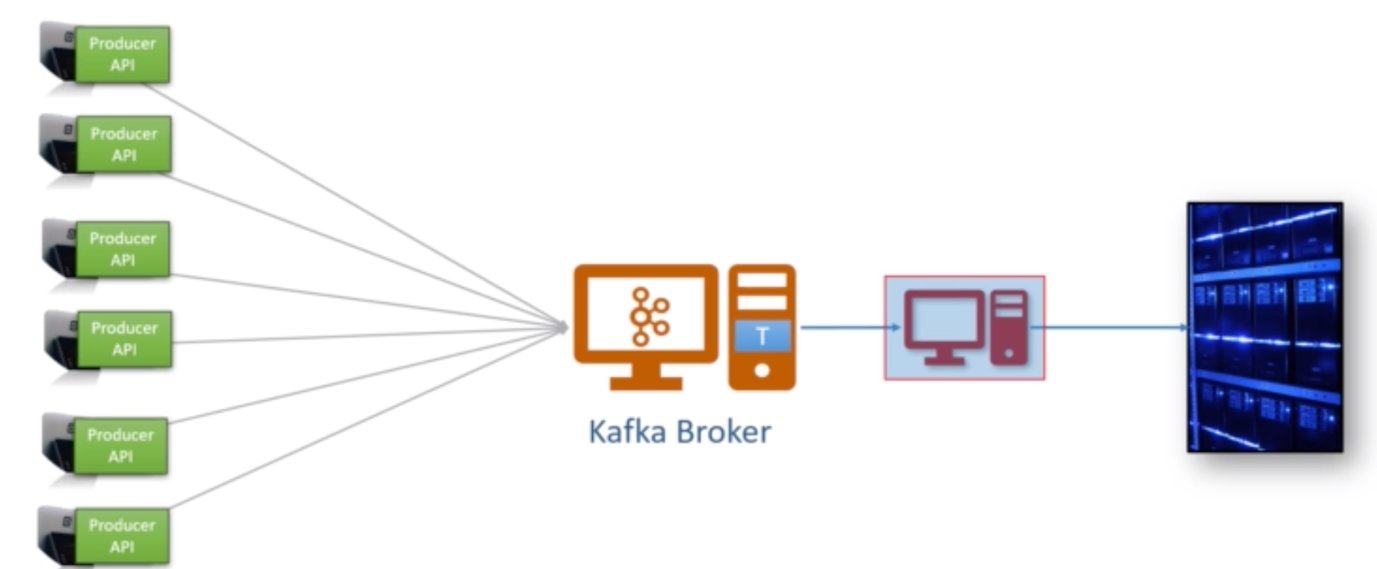 Producer
API
Producer
API
Producer
API
Producer
API
Producer
API
Producer
API
T
Kafka Broker